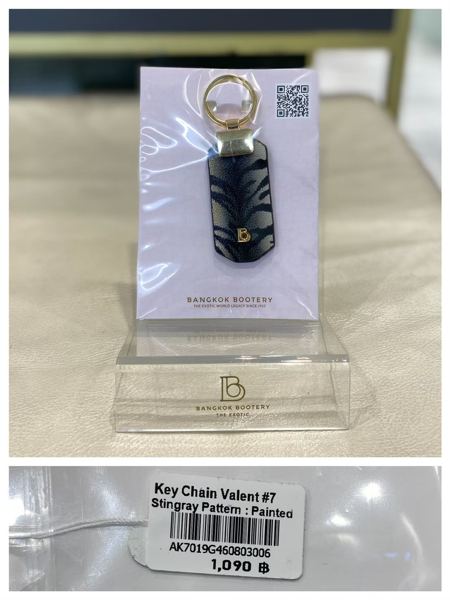 B
BANGKOK BOOTERY
THE EXOTIC WORLD LEGACY SINCE 1937
B
BANGKOK BOOTERY
THE EXOTIC
Key Chain Valent #7
Stingray Pattern : Painted
AK7019G460803006
1,090 ฿